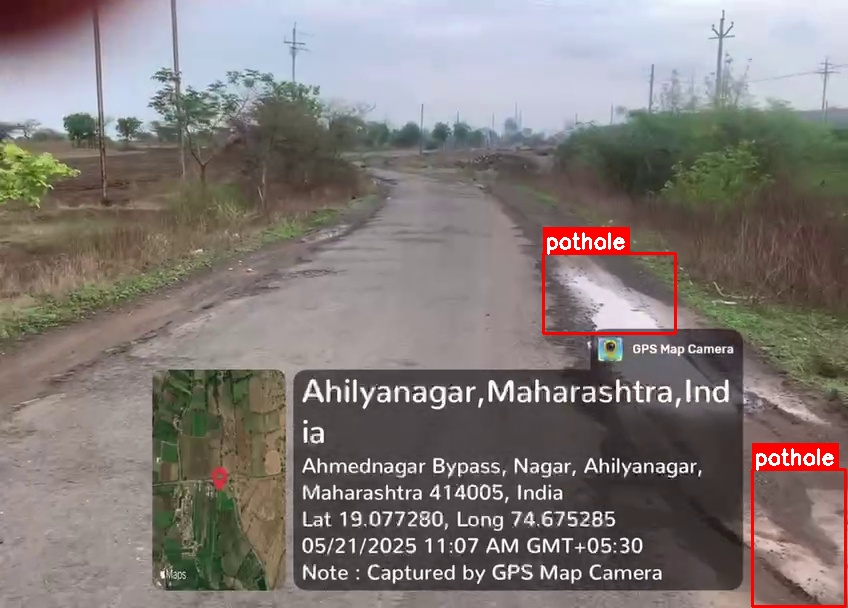 pothole
GPS Map Camera
Ahilyanagar,Maharashtra,Ind
ia
Ahmednagar Bypass, Nagar, Ahilyanagar,
Maharashtra 414005, India
Lat 19.077280, Long 74.675285
05/21/2025 11:07 AM GMT+05:30
Note : Captured by GPS Map Camera
Maps
pothole